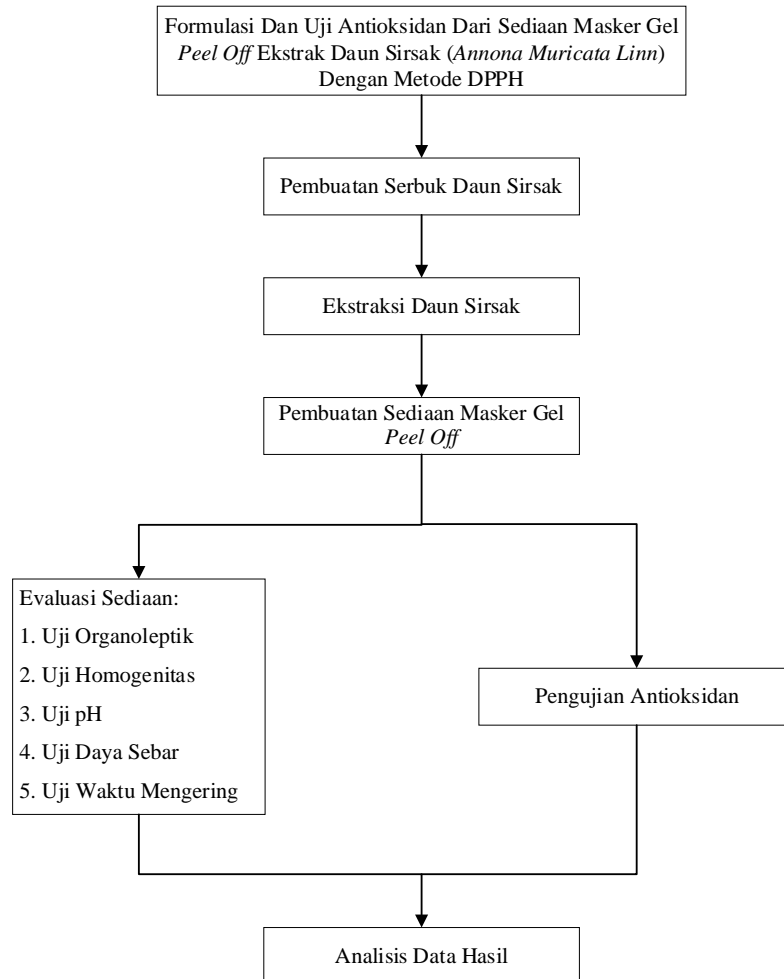 Formulasi Dan Uji Antioksidan Dari Sediaan Masker Gel
Peel Off Ekstrak Daun Sirsak (Annona Muricata Linn)
Dengan Metode DPPH
Pembuatan Serbuk Daun Sirsak
Ekstraksi Daun Sirsak
Pembuatan Sediaan Masker Gel
Peel Off
Evaluasi Sediaan:
1. Uji Organoleptik
2. Uji Homogenitas
3. Uji pH
4. Uji Daya Sebar
5. Uji Waktu Mengering
Pengujian Antioksidan
Analisis Data Hasil